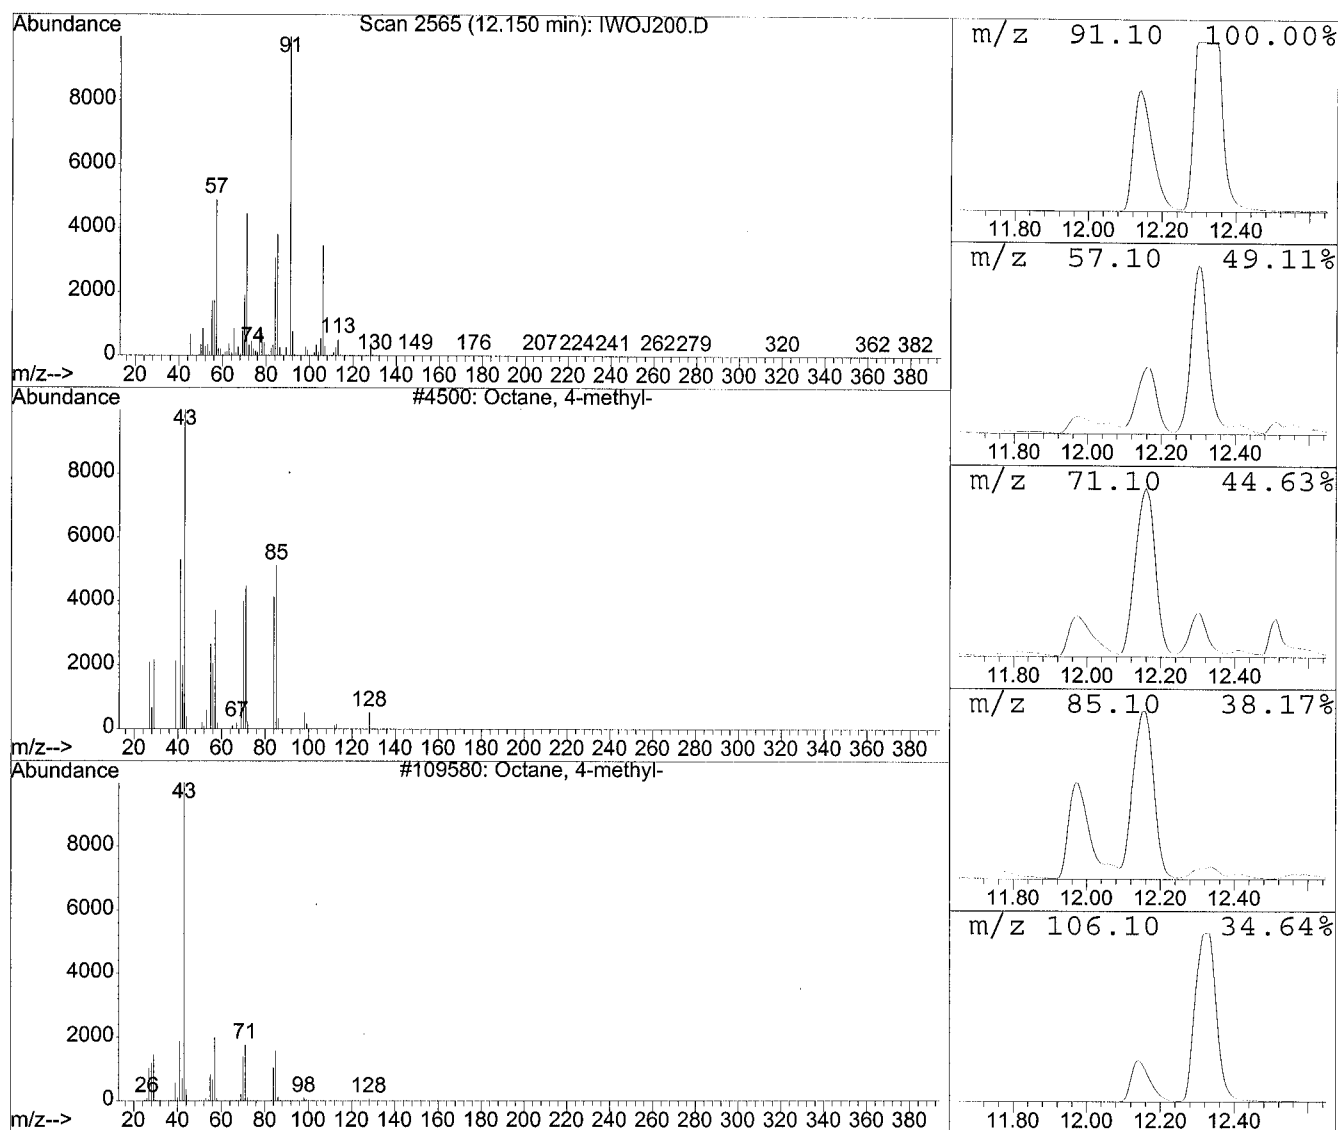 Abundance
Scan 2565 (12.150 min): IWOJ200.D
91
8000
6000
57
4000
2000
74
113
130 149 176 207 224 241 262 279 320 362 382
0
m/z--> 20 40 60 80 100 120 140 160 180 200 220 240 260 280 300 320 340 360 380
Abundance
#4500: Octane, 4-methyl-
43
8000
6000
85
4000
2000
67
128
0
m/z--> 20 40 60 80 100 120 140 160 180 200 220 240 260 280 300 320 340 360 380
Abundance
#109580: Octane, 4-methyl-
43
8000
6000
4000
2000
71
26
98
128
0
m/z--> 20 40 60 80 100 120 140 160 180 200 220 240 260 280 300 320 340 360 380
m/z 91.10 100.00%
11.80 12.00 12.20 12.40
m/z 57.10 49.11%
11.80 12.00 12.20 12.40
m/z 71.10 44.63%
11.80 12.00 12.20 12.40
m/z 85.10 38.17%
11.80 12.00 12.20 12.40
m/z 106.10 34.64%
11.80 12.00 12.20 12.40